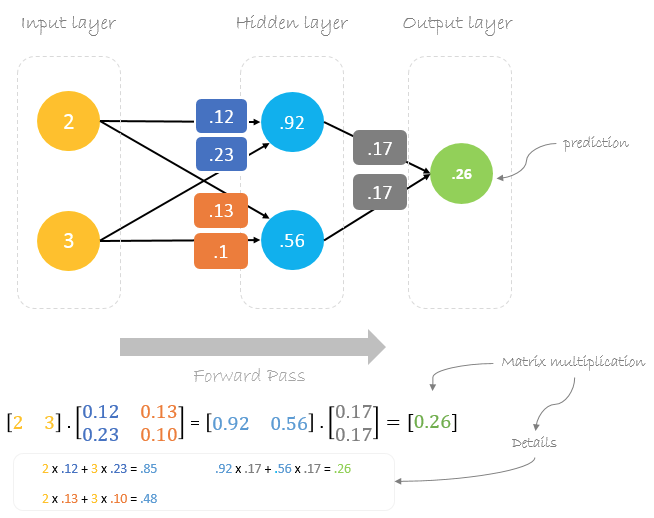 Input layer
Hidden layer
Output layer
2
.12
.92
.23
.17
.26
prediction
.17
3
.13
.56
.1
Forward Pass
Matrix multiplication
[2 3] . [0.12 0.13
0.23 0.10] = [0.92 0.56] . [0.17
0.17] = [0.26]
Details
2 x .12 + 3 x .23 = .85
.92 x .17 + .56 x .17 = .26
2 x .13 + 3 x .10 = .48